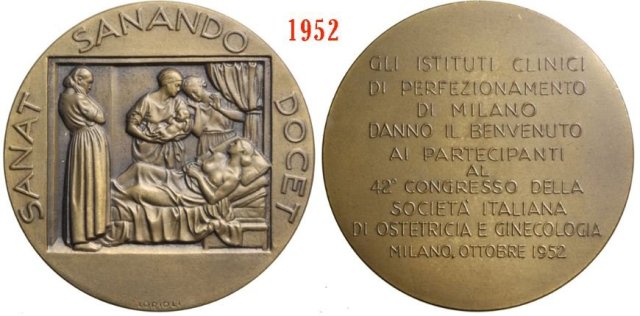 SANAT
SANANDO
DOCET
1952
GLI ISTITUTI CLINICI
DI PERFEZIONAMENTO
DI MILANO
DANNO IL BENVENUTO
AI PARTECIPANTI
AL
42° CONGRESSO DELLA
SOCIETÀ ITALIANA
DI OSTETRICIA E GINECOLOGIA
MILANO, OTTOBRE 1952